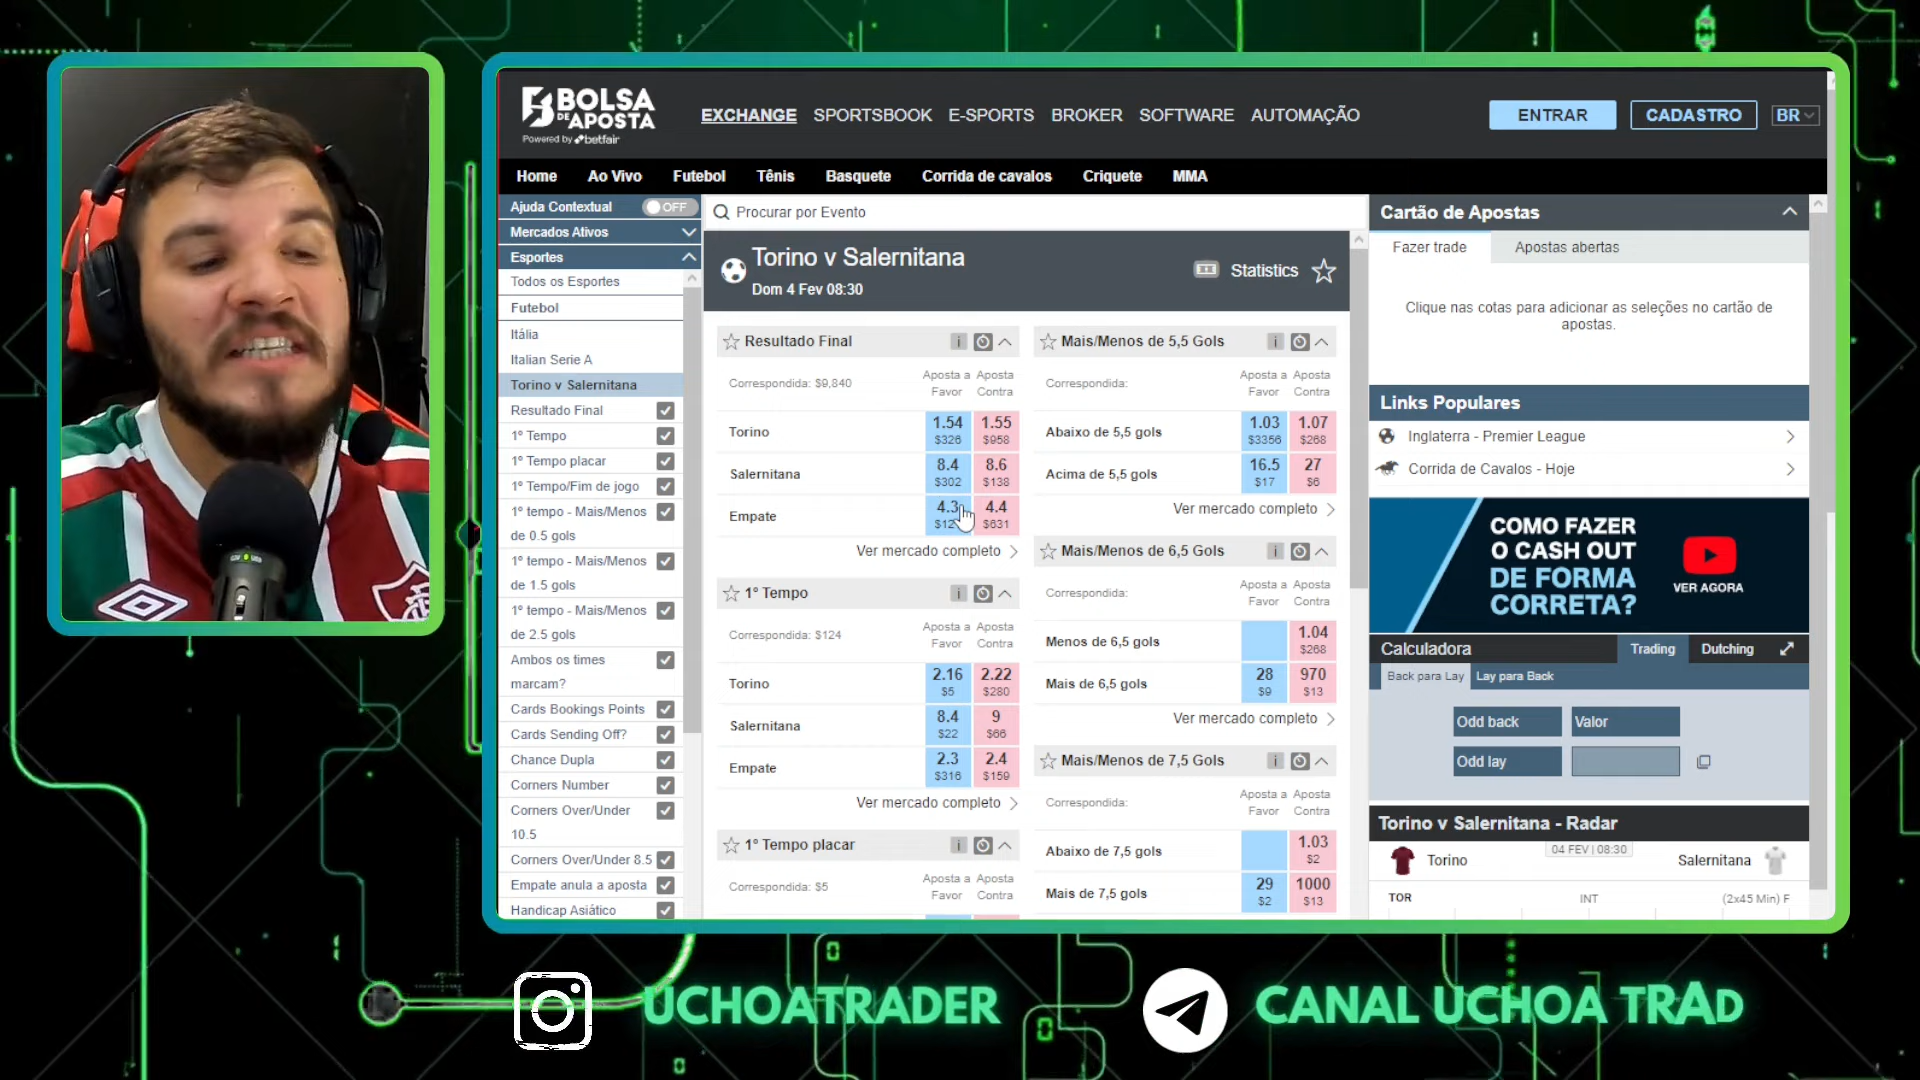 BOLSA
DE APOSTA
Powered by betfair
EXCHANGE SPORTSBOOK E-SPORTS BROKER SOFTWARE AUTOMAÇÃO
ENTRAR
CADASTRO
BR
Home Ao Vivo Futebol Tênis Basquete Corrida de cavalos Criquete MMA
Ajuda Contextual OFF
Mercados Ativos
Esportes
Todos os Esportes
Futebol
Itália
Italian Serie A
Torino v Salernitana
Resultado Final
1º Tempo
1º Tempo placar
1º Tempo/Fim de jogo
1º tempo - Mais/Menos
de 0.5 gols
1º tempo - Mais/Menos
de 1.5 gols
1º tempo - Mais/Menos
de 2.5 gols
Ambos os times
marcam?
Cards Bookings Points
Cards Sending Off?
Chance Dupla
Corners Number
Corners Over/Under
10.5
Corners Over/Under 8.5
Empate anula a aposta
Handicap Asiático
Procurar por Evento
Torino v Salernitana
Dom 4 Fev 08:30
Statistics
Resultado Final i
Correspondida: $9,840
Aposta a Aposta
Favor Contra
Torino 1.54 1.55
$326 $958
Salernitana 8.4 8.6
$302 $138
Empate 4.3 4.4
$631
Ver mercado completo
1º Tempo i
Correspondida: $124
Aposta a Aposta
Favor Contra
Torino 2.16 2.22
$5 $280
Salernitana 8.4 9
$22 $66
Empate 2.3 2.4
$316 $159
Ver mercado completo
1º Tempo placar i
Correspondida: $5
Aposta a Aposta
Favor Contra
Mais/Menos de 5,5 Gols i
Correspondida:
Aposta a Aposta
Favor Contra
Abaixo de 5,5 gols 1.03 1.07
$3356 $268
Acima de 5,5 gols 16.5 27
$17 $6
Ver mercado completo
Mais/Menos de 6,5 Gols i
Correspondida:
Aposta a Aposta
Favor Contra
Menos de 6,5 gols 1.04
$268
Mais de 6,5 gols 28 970
$9 $13
Ver mercado completo
Mais/Menos de 7,5 Gols i
Correspondida:
Aposta a Aposta
Favor Contra
Abaixo de 7,5 gols 1.03
$2
Mais de 7,5 gols 29 1000
$2 $13
Cartão de Apostas
Fazer trade Apostas abertas
Clique nas cotas para adicionar as seleções no cartão de
apostas.
Links Populares
Inglaterra - Premier League
Corrida de Cavalos - Hoje
COMO FAZER
O CASH OUT
DE FORMA
CORRETA?
VER AGORA
Calculadora Trading Dutching
Back para Lay Lay para Back
Odd back Valor
Odd lay
Torino v Salernitana - Radar
04 FEV | 08:30
Torino Salernitana
TOR INT (2x45 Min) F
UCHOATRADER
CANAL UCHOA TRAD